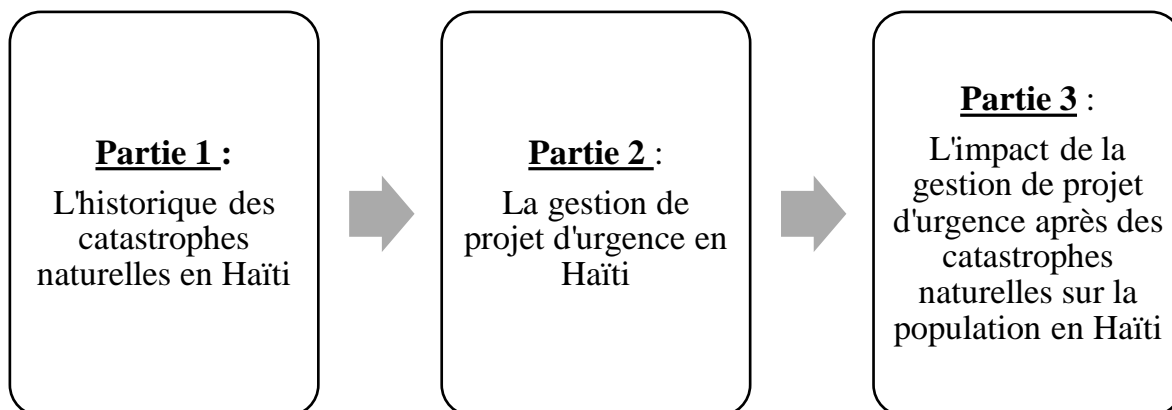 Partie 1 :
L'historique des
catastrophes
naturelles en Haïti
Partie 2 :
La gestion de
projet d'urgence en
Haïti
Partie 3 :
L'impact de la
gestion de projet
d'urgence après des
catastrophes
naturelles sur la
population en Haïti